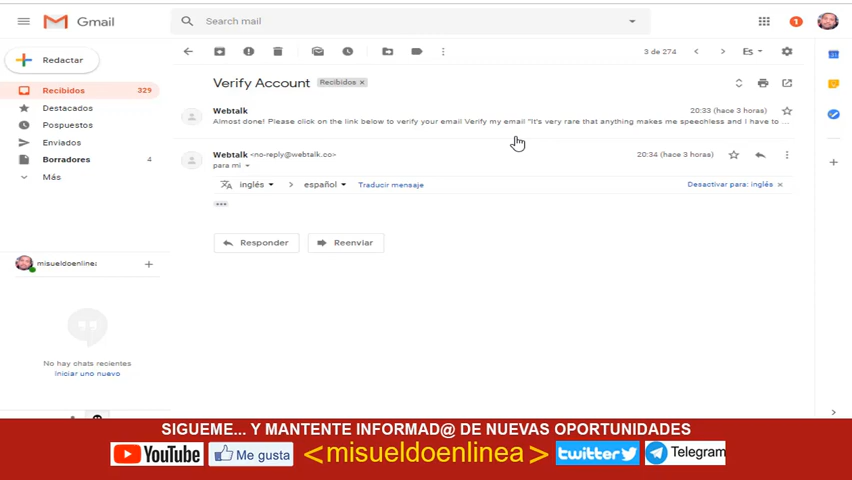 Gmail
Search mail
1
Redactar
3 de 274
Es
Recibidos 329
Destacados
Pospuestos
Enviados
Borradores 4
Más
Verify Account Recibidos x
Webtalk 20:33 (hace 3 horas)
Almost done! Please click on the link below to verify your email Verify my email "It's very rare that anything makes me speechless and I have to ...
Webtalk <no-reply@webtalk.co> 20:34 (hace 3 horas)
para mi
inglés > español Traducir mensaje Desactivar para: inglés x
Responder
Reenviar
misueldoenlinea
No hay chats recientes
Iniciar uno nuevo
SIGUEME... Y MANTENTE INFORMAD@ DE NUEVAS OPORTUNIDADES
YouTube Me gusta <misueldoenlinea> twitter Telegram